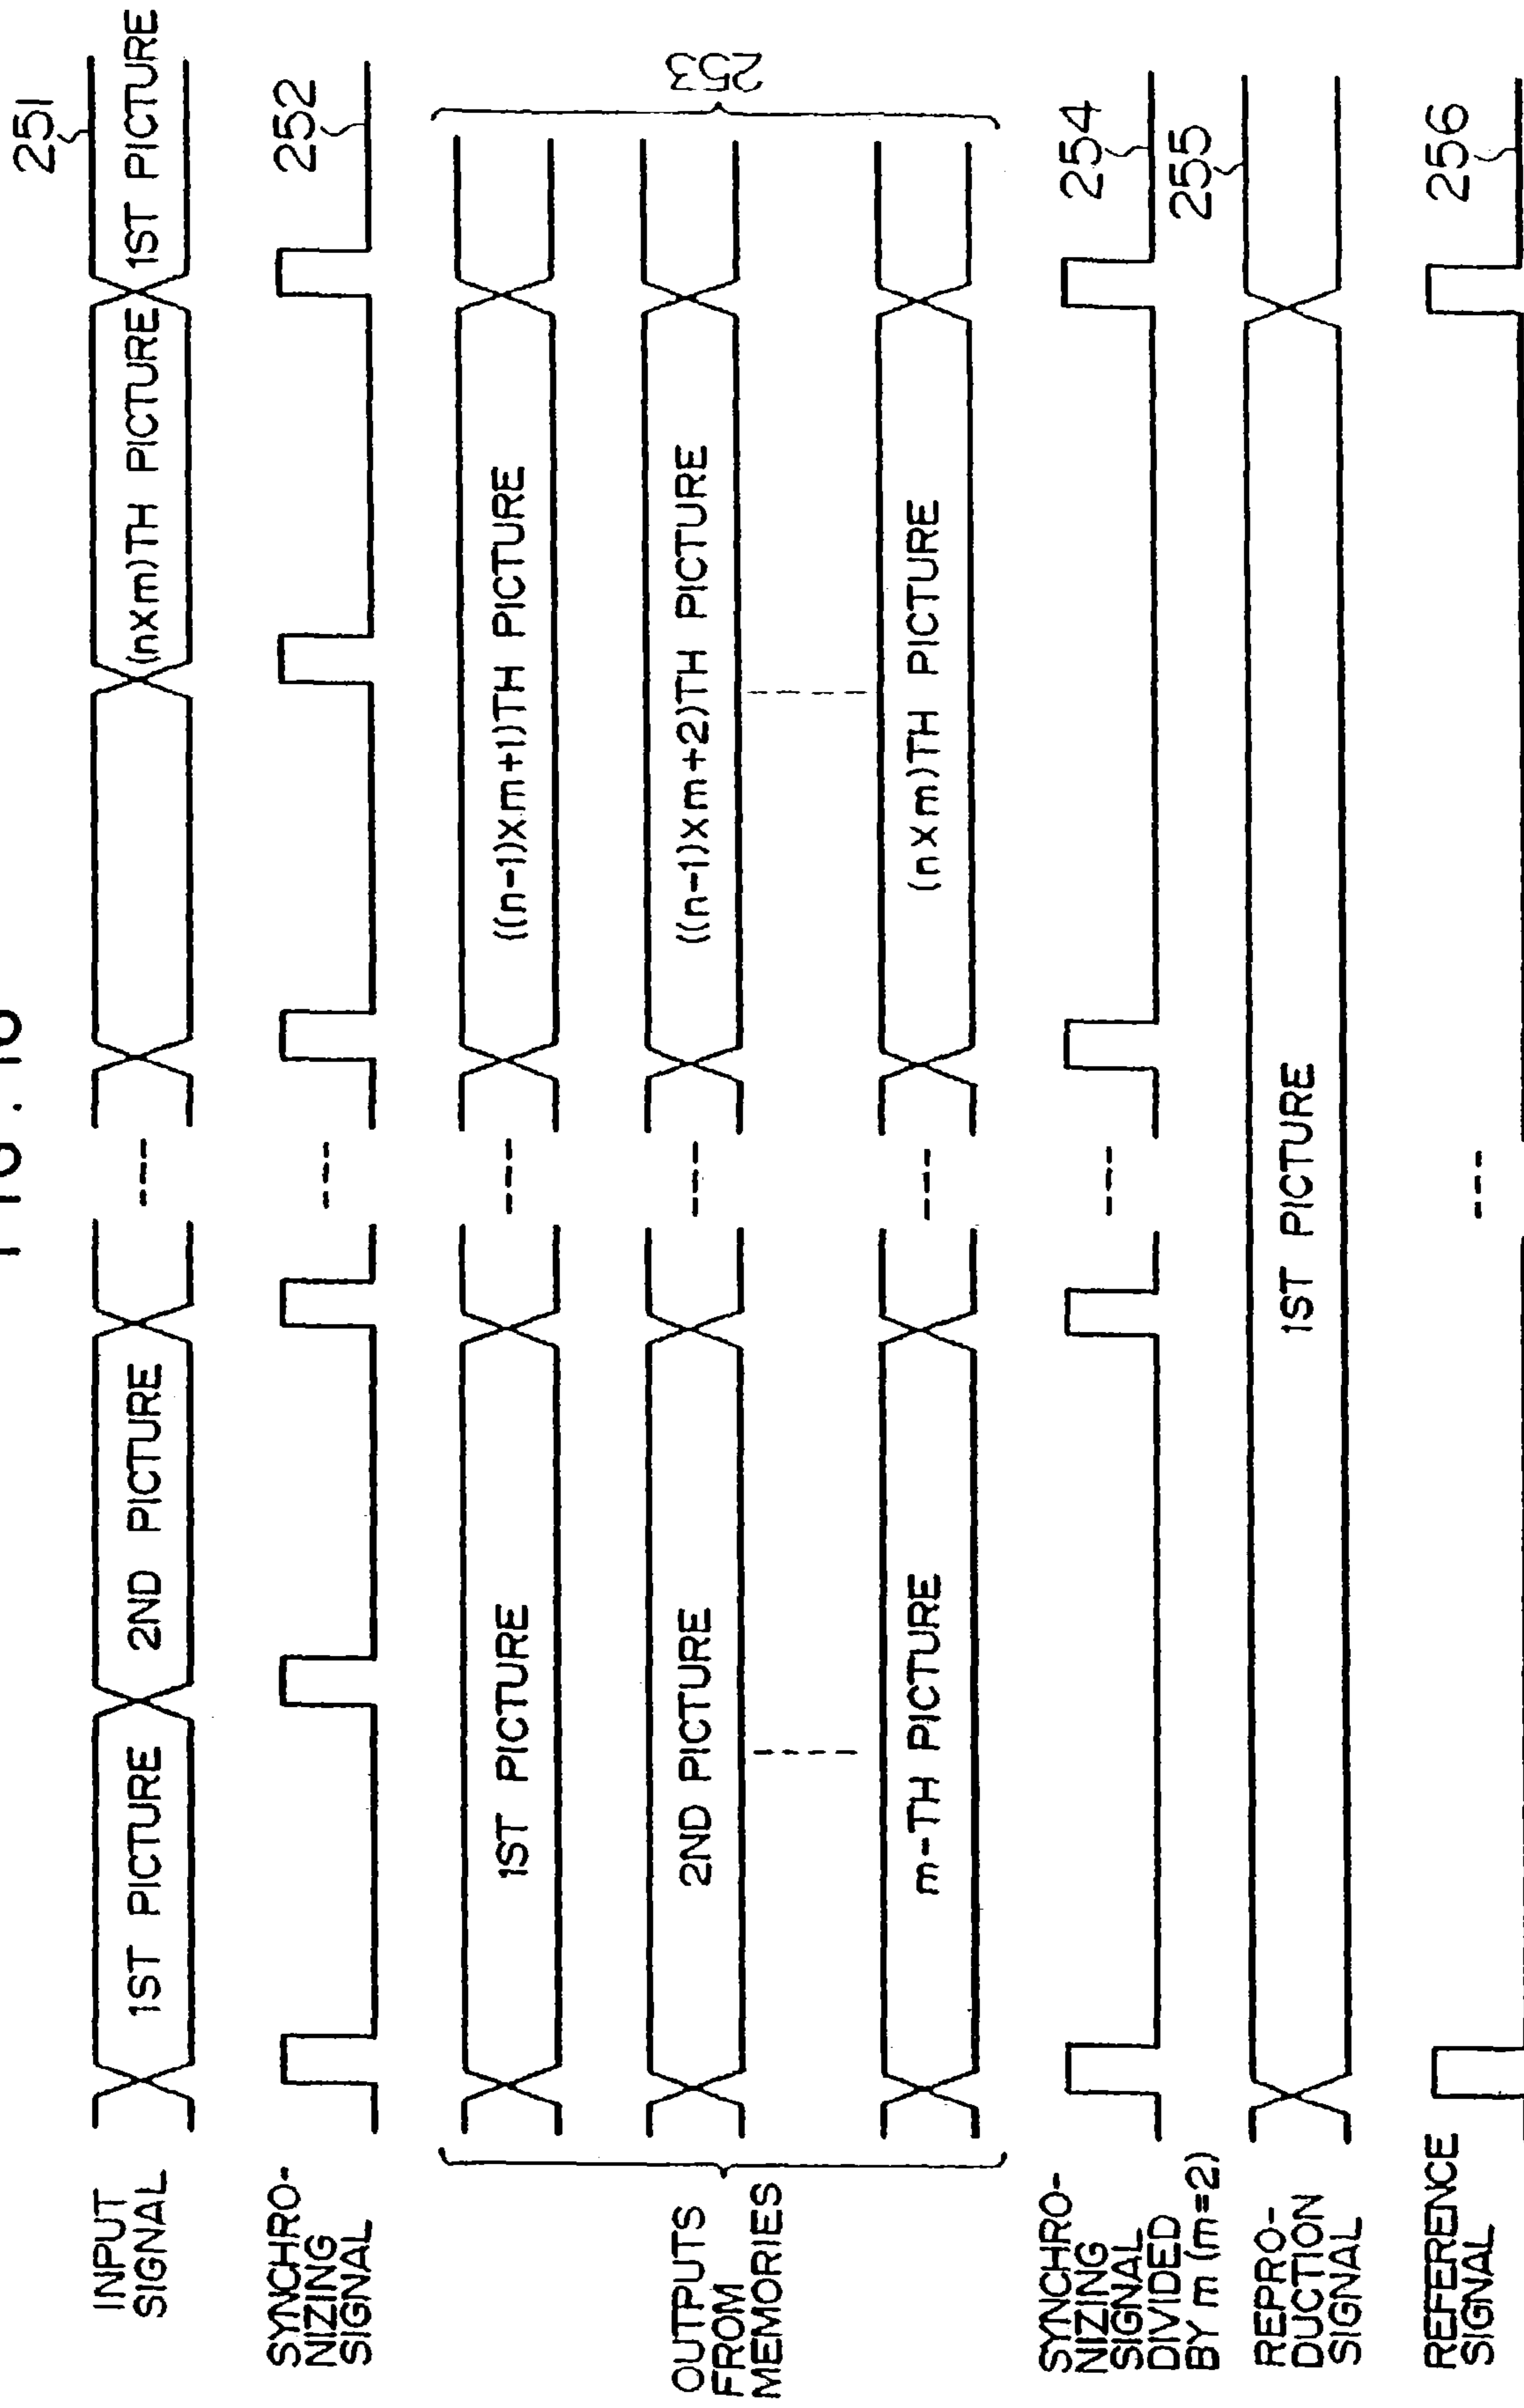 INPUT
SIGNAL
1ST PICTURE
2ND PICTURE
---
(n×m)TH PICTURE
1ST PICTURE
251
SYNCHRO-
NIZING
SIGNAL
---
252
OUTPUTS
FROM
MEMORIES
1ST PICTURE
---
((n-1)×m+1)TH PICTURE
2ND PICTURE
---
((n-1)×m+2)TH PICTURE
m-TH PICTURE
---
(n×m)TH PICTURE
253
SYNCHRO-
NIZING
SIGNAL
DIVIDED
BY m (m=2)
---
254
REPRO-
DUCTION
SIGNAL
1ST PICTURE
255
REFERENCE
SIGNAL
---
256